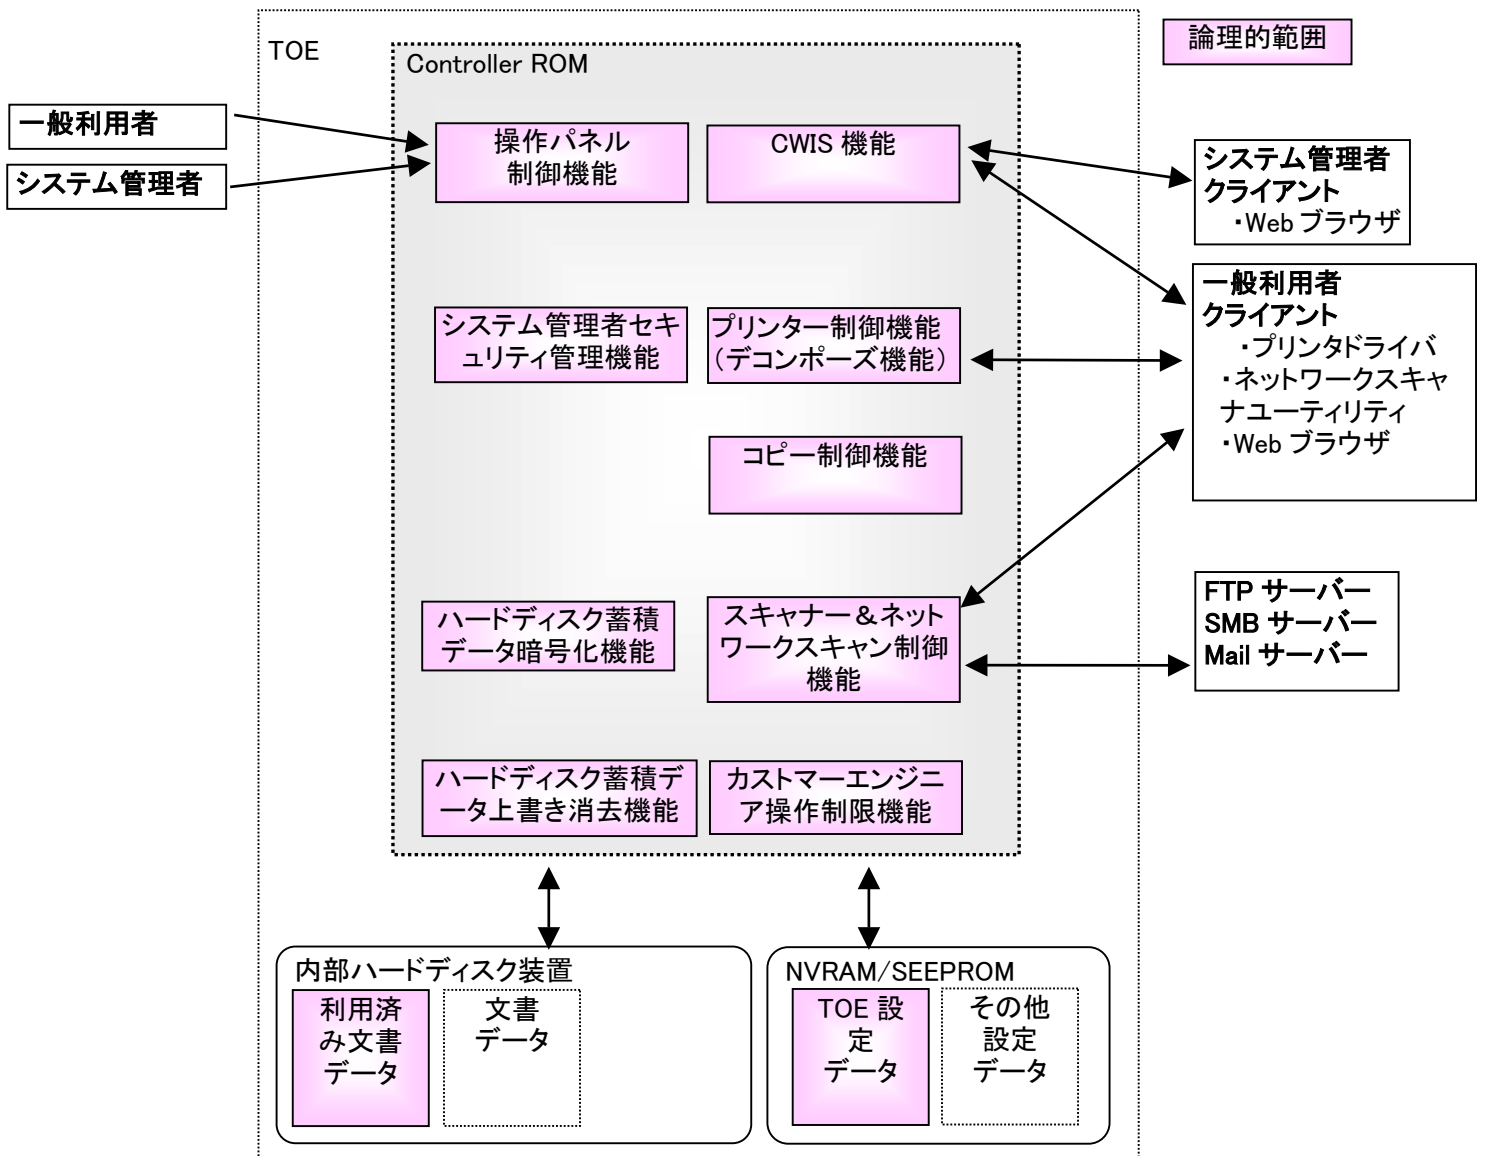 TOE
Controller ROM
論理的範囲
一般利用者
システム管理者
操作パネル
制御機能
CWIS 機能
システム管理者
クライアント
・Web ブラウザ
一般利用者
クライアント
・プリンタドライバ
・ネットワークスキャ
ナユーティリティ
・Web ブラウザ
システム管理者セキ
ュリティ管理機能
プリンター制御機能
（デコンポーズ機能）
コピー制御機能
ハードディスク蓄積
データ暗号化機能
スキャナー＆ネット
ワークスキャン制御
機能
FTP サーバー
SMB サーバー
Mail サーバー
ハードディスク蓄積デ
ータ上書き消去機能
カストマーエンジニ
ア操作制限機能
内部ハードディスク装置
利用済
み文書
データ
文書
データ
NVRAM/SEEPROM
TOE 設
定
データ
その他
設定
データ